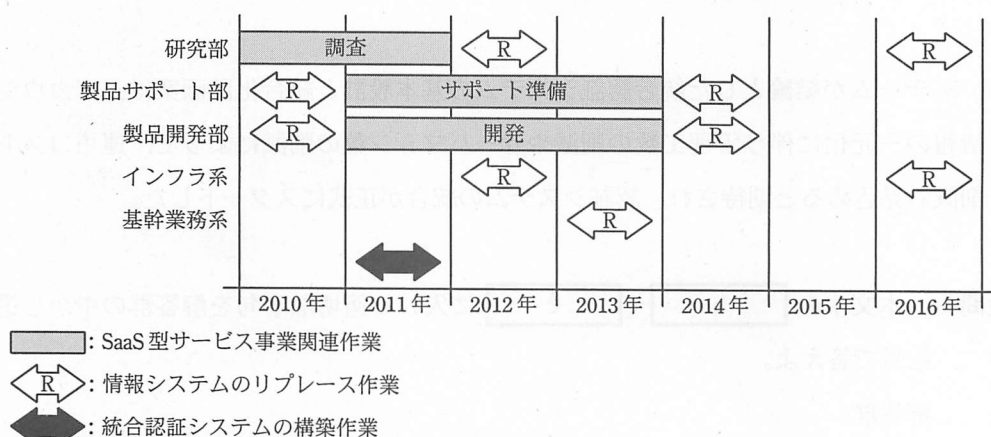 研究部 調査 R R
製品サポート部 R サポート準備 R
製品開発部 R 開発 R
インフラ系 R R
基幹業務系 R
2010年 2011年 2012年 2013年 2014年 2015年 2016年
: SaaS型サービス事業関連作業
R : 情報システムのリプレース作業
: 統合認証システムの構築作業